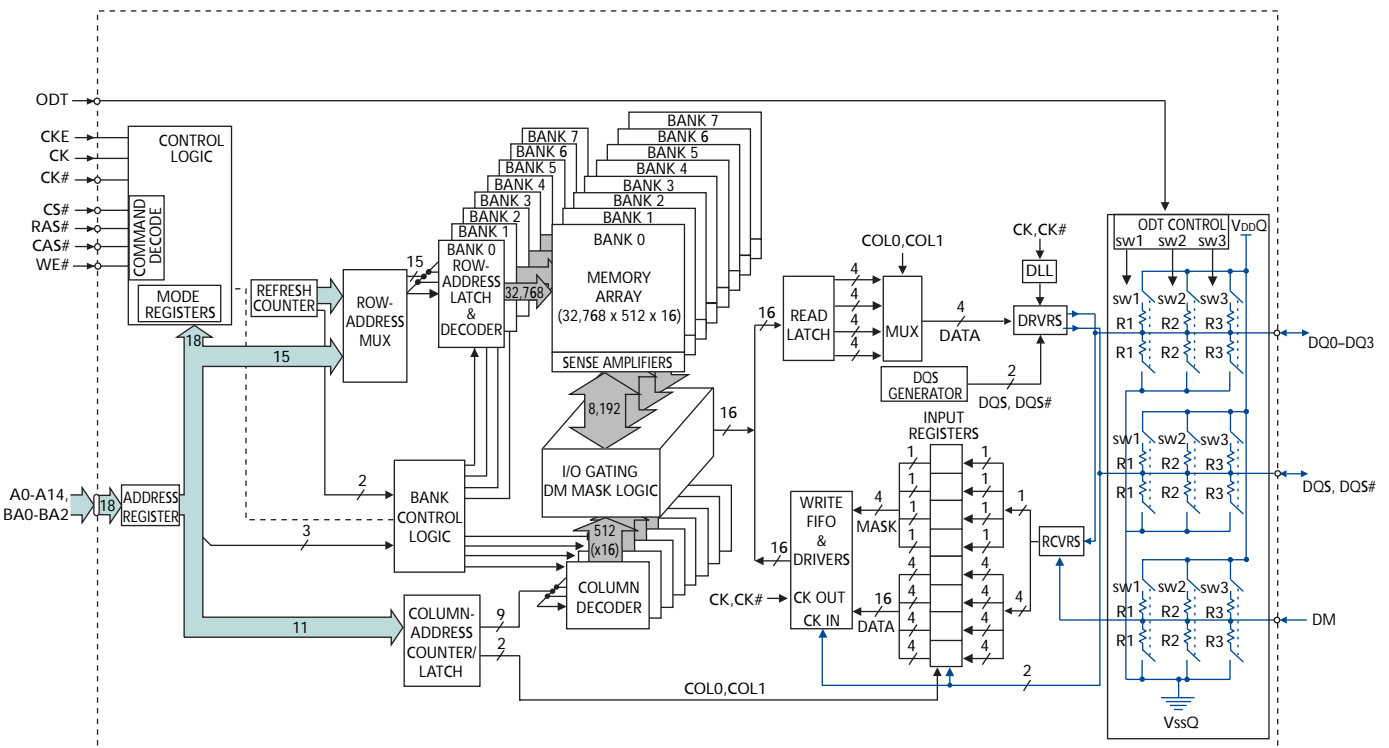 ODT
CKE
CK
CK#
CS#
RAS#
CAS#
WE#
CONTROL
LOGIC
COMMAND
DECODE
MODE
REGISTERS
REFRESH
COUNTER
ROW-
ADDRESS
MUX
15
18
15
A0-A14,
BA0-BA2
18
ADDRESS
REGISTER
2
3
11
BANK
CONTROL
LOGIC
COLUMN-
ADDRESS
COUNTER/
LATCH
9
2
BANK 7
BANK 6
BANK 5
BANK 4
BANK 3
BANK 2
BANK 1
BANK 0
ROW-
ADDRESS
LATCH
&
DECODER
32,768
BANK 7
BANK 6
BANK 5
BANK 4
BANK 3
BANK 2
BANK 1
BANK 0
MEMORY
ARRAY
(32,768 x 512 x 16)
SENSE AMPLIFIERS
8,192
I/O GATING
DM MASK LOGIC
512
(x16)
COLUMN
DECODER
16
16
READ
LATCH
4
4
4
4
COL0,COL1
MUX
4
DATA
CK,CK#
DLL
DRVRS
DQS
GENERATOR
2
DQS, DQS#
INPUT
REGISTERS
1
1
1
1
1
1
1
1
4
4
4
4
4
4
4
4
1
4
RCVRS
16
WRITE
FIFO
&
DRIVERS
CK OUT
CK IN
CK,CK#
4
MASK
16
DATA
COL0,COL1
2
ODT CONTROL
VDDQ
sw1 sw2 sw3
sw1 sw2 sw3
R1 R2 R3
R1 R2 R3
DQ0–DQ3
sw1 sw2 sw3
R1 R2 R3
R1 R2 R3
DQS, DQS#
sw1 sw2 sw3
R1 R2 R3
R1 R2 R3
DM
VssQ